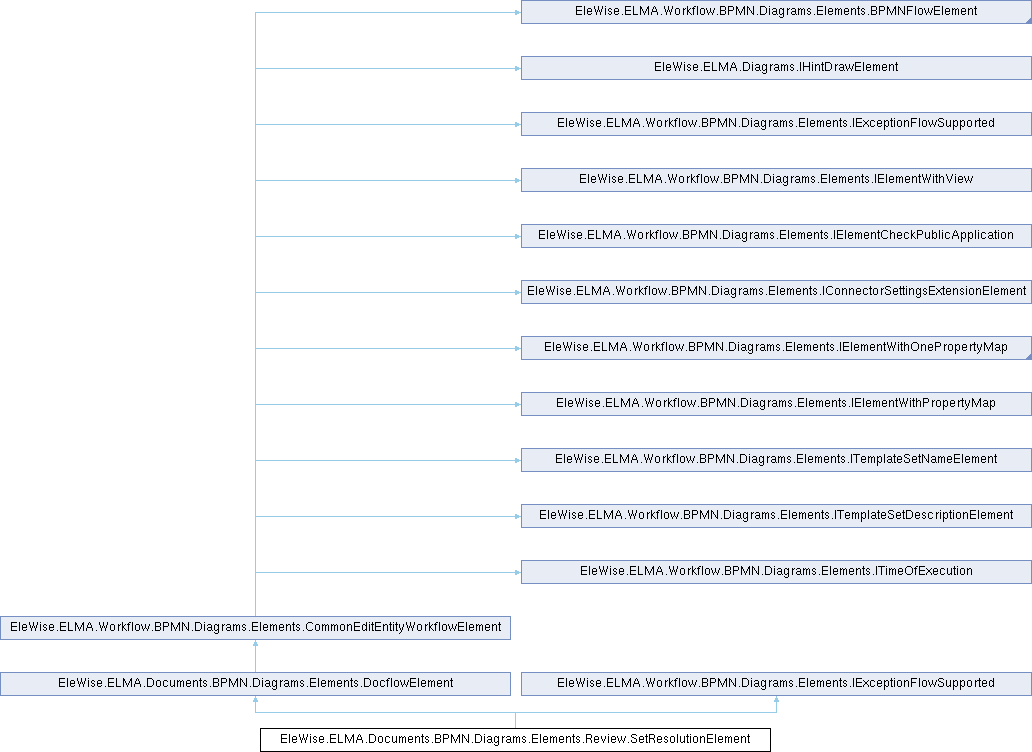 EleWise.ELMA.Workflow.BPMN.Diagrams.Elements.BPMNFlowElement
EleWise.ELMA.Diagrams.IHintDrawElement
EleWise.ELMA.Workflow.BPMN.Diagrams.Elements.IExceptionFlowSupported
EleWise.ELMA.Workflow.BPMN.Diagrams.Elements.IElementWithView
EleWise.ELMA.Workflow.BPMN.Diagrams.Elements.IElementCheckPublicApplication
EleWise.ELMA.Workflow.BPMN.Diagrams.Elements.IConnectorSettingsExtensionElement
EleWise.ELMA.Workflow.BPMN.Diagrams.Elements.IElementWithOnePropertyMap
EleWise.ELMA.Workflow.BPMN.Diagrams.Elements.IElementWithPropertyMap
EleWise.ELMA.Workflow.BPMN.Diagrams.Elements.ITemplateSetNameElement
EleWise.ELMA.Workflow.BPMN.Diagrams.Elements.ITemplateSetDescriptionElement
EleWise.ELMA.Workflow.BPMN.Diagrams.Elements.ITimeOfExecution
EleWise.ELMA.Workflow.BPMN.Diagrams.Elements.CommonEditEntityWorkflowElement
EleWise.ELMA.Documents.BPMN.Diagrams.Elements.DocflowElement
EleWise.ELMA.Workflow.BPMN.Diagrams.Elements.IExceptionFlowSupported
EleWise.ELMA.Documents.BPMN.Diagrams.Elements.Review.SetResolutionElement